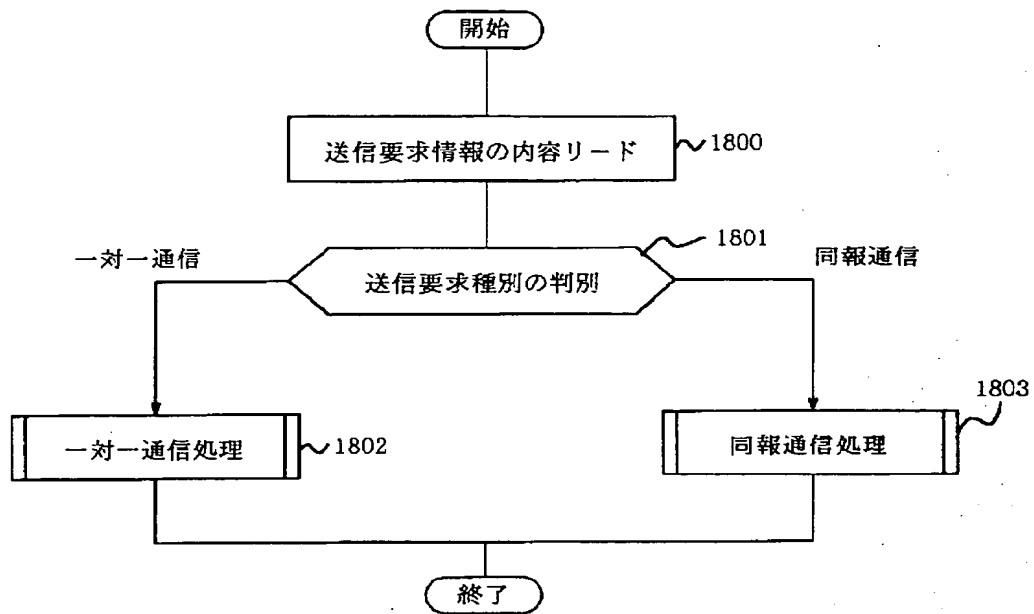 開始
送信要求情報の内容リード
1800
一対一通信
送信要求種別の判別
1801
同報通信
一対一通信処理
1802
同報通信処理
1803
終了